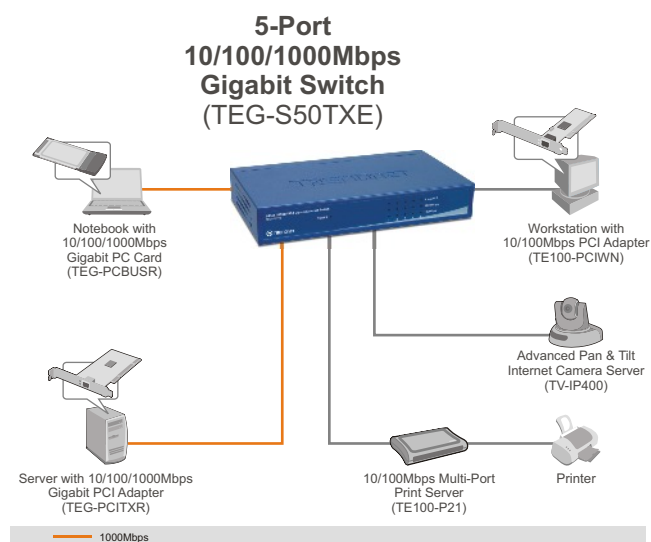 5-Port
10/100/1000Mbps
Gigabit Switch
(TEG-S50TXE)
Notebook with
10/100/1000Mbps
Gigabit PC Card
(TEG-PCBUSR)
Workstation with
10/100Mbps PCI Adapter
(TE100-PCIWN)
Advanced Pan & Tilt
Internet Camera Server
(TV-IP400)
Server with 10/100/1000Mbps
Gigabit PCI Adapter
(TEG-PCITXR)
10/100Mbps Multi-Port
Print Server
(TE100-P21)
Printer
1000Mbps